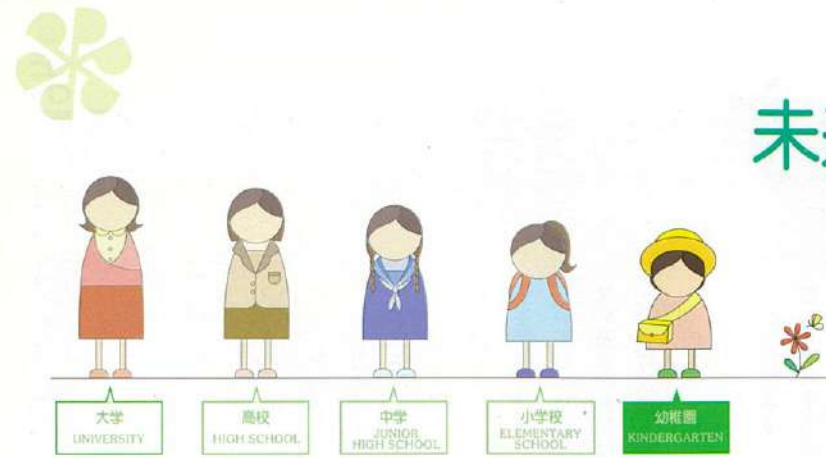 未
大学
UNIVERSITY
高校
HIGH SCHOOL
中学
JUNIOR
HIGH SCHOOL
小学校
ELEMENTARY
SCHOOL
幼稚園
KINDERGARTEN